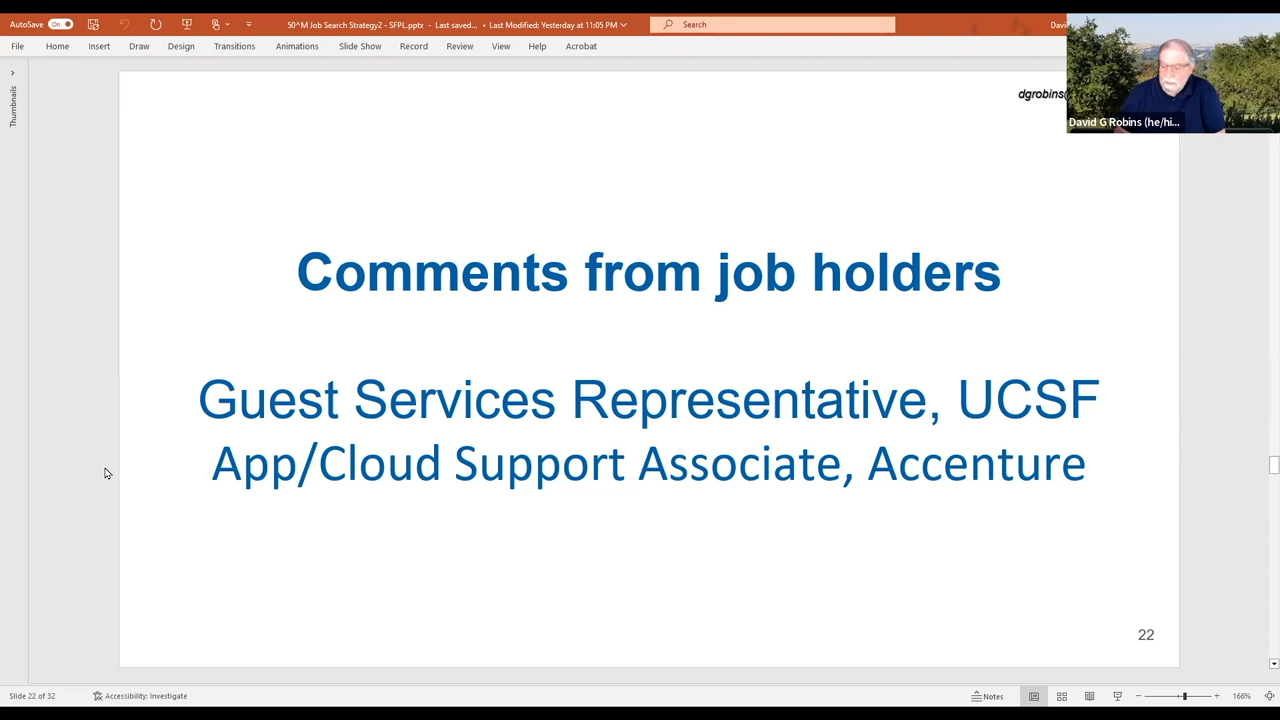 AutoSave On 50^M Job Search Strategy2 - SFPL.pptx - Last saved... • Last Modified: Yesterday at 11:05 PM Search Davi
File Home Insert Draw Design Transitions Animations Slide Show Record Review View Help Acrobat
Thumbnails
dgrobins@
David G Robins (he/hi...
Comments from job holders
Guest Services Representative, UCSF
App/Cloud Support Associate, Accenture
22
Slide 22 of 32 Accessibility: Investigate Notes 166%